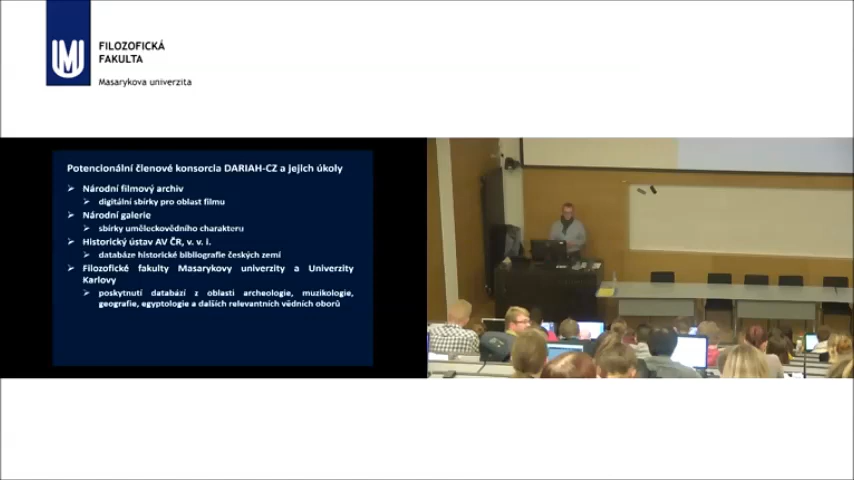 FILOZOFICKÁ
FAKULTA
Masarykova univerzita
Potencionální členové konsorcia DARIAH-CZ a jejich úkoly
Národní filmový archiv
digitální sbírky pro oblast filmu
Národní galerie
sbírky uměleckovědního charakteru
Historický ústav AV ČR, v. v. i.
databáze historické bibliografie českých zemí
Filozofické fakulty Masarykovy univerzity a Univerzity
Karlovy
poskytnutí databází z oblasti archeologie, muzikologie,
geografie, egyptologie a dalších relevantních vědních oborů